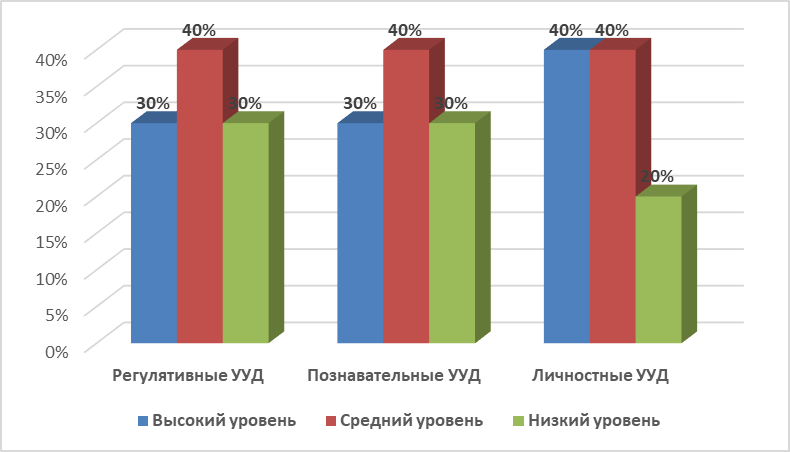 40% 40% 40% 40%
40%
35%
30% 30% 30% 30%
30%
25%
20%
20%
15%
10%
5%
0%
Регулятивные УУД Познавательные УУД Личностные УУД
Высокий уровень Средний уровень Низкий уровень